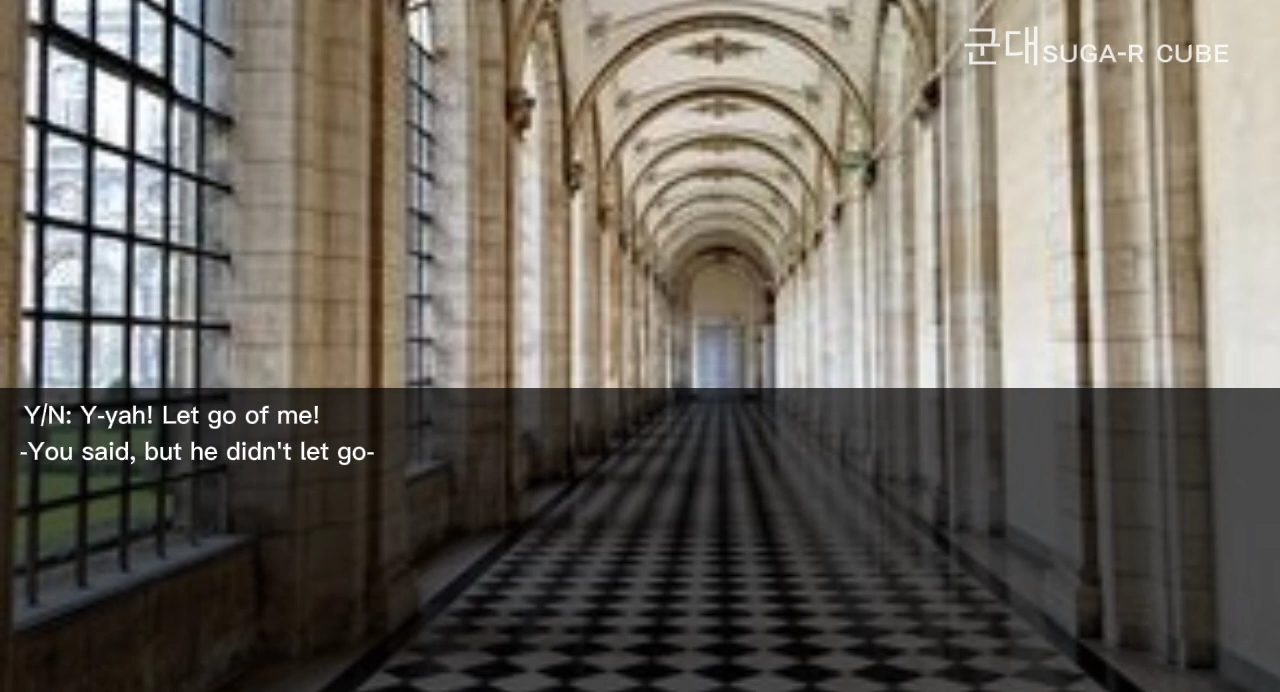 군대SUGA-R CUBE
Y/N: Y-yah! Let go of me!
-You said, but he didn't let go-